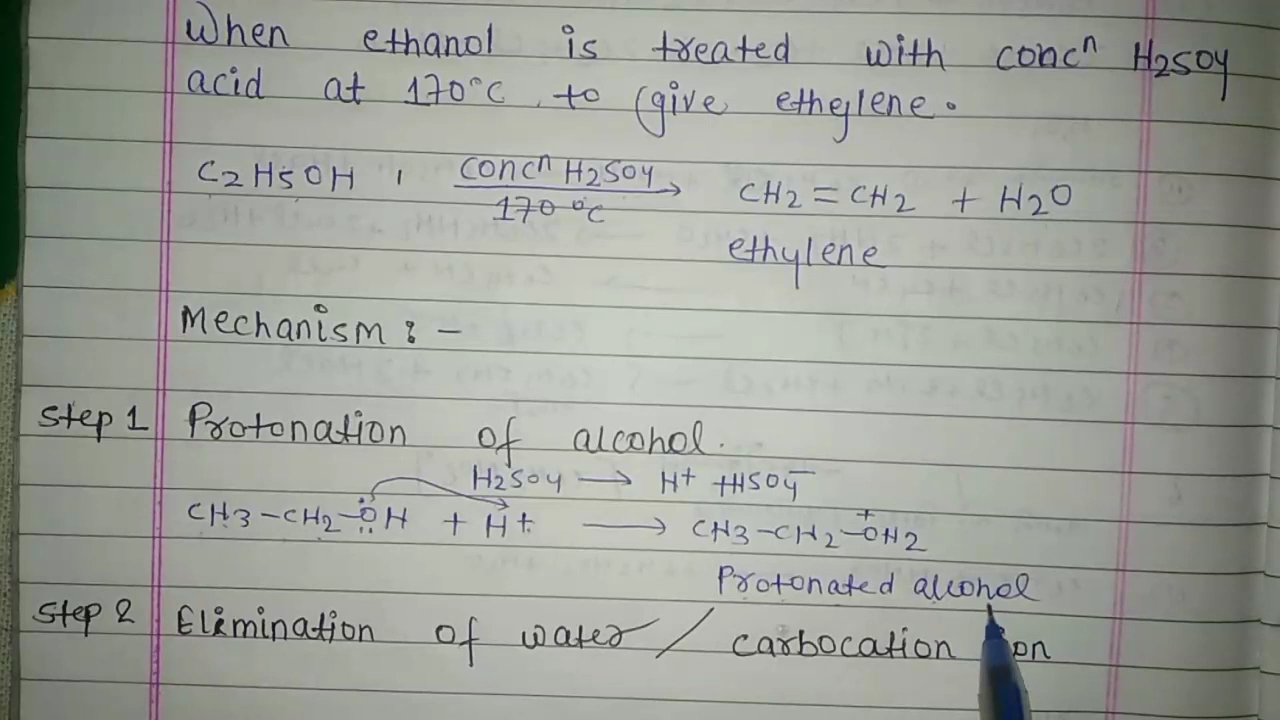 When ethanol is treated with concⁿ H2SO4
acid at 170°C, to give ethylene.
C2H5OH, concⁿ H2SO4 / 170°C → CH2=CH2 + H2O
ethylene
Mechanism : -
Step 1 Protonation of alcohol.
H2SO4 → H+ + HSO4-
CH3-CH2-ÖH + H+ → CH3-CH2-O+H2
Protonated alcohol
Step 2 Elimination of water / carbocation